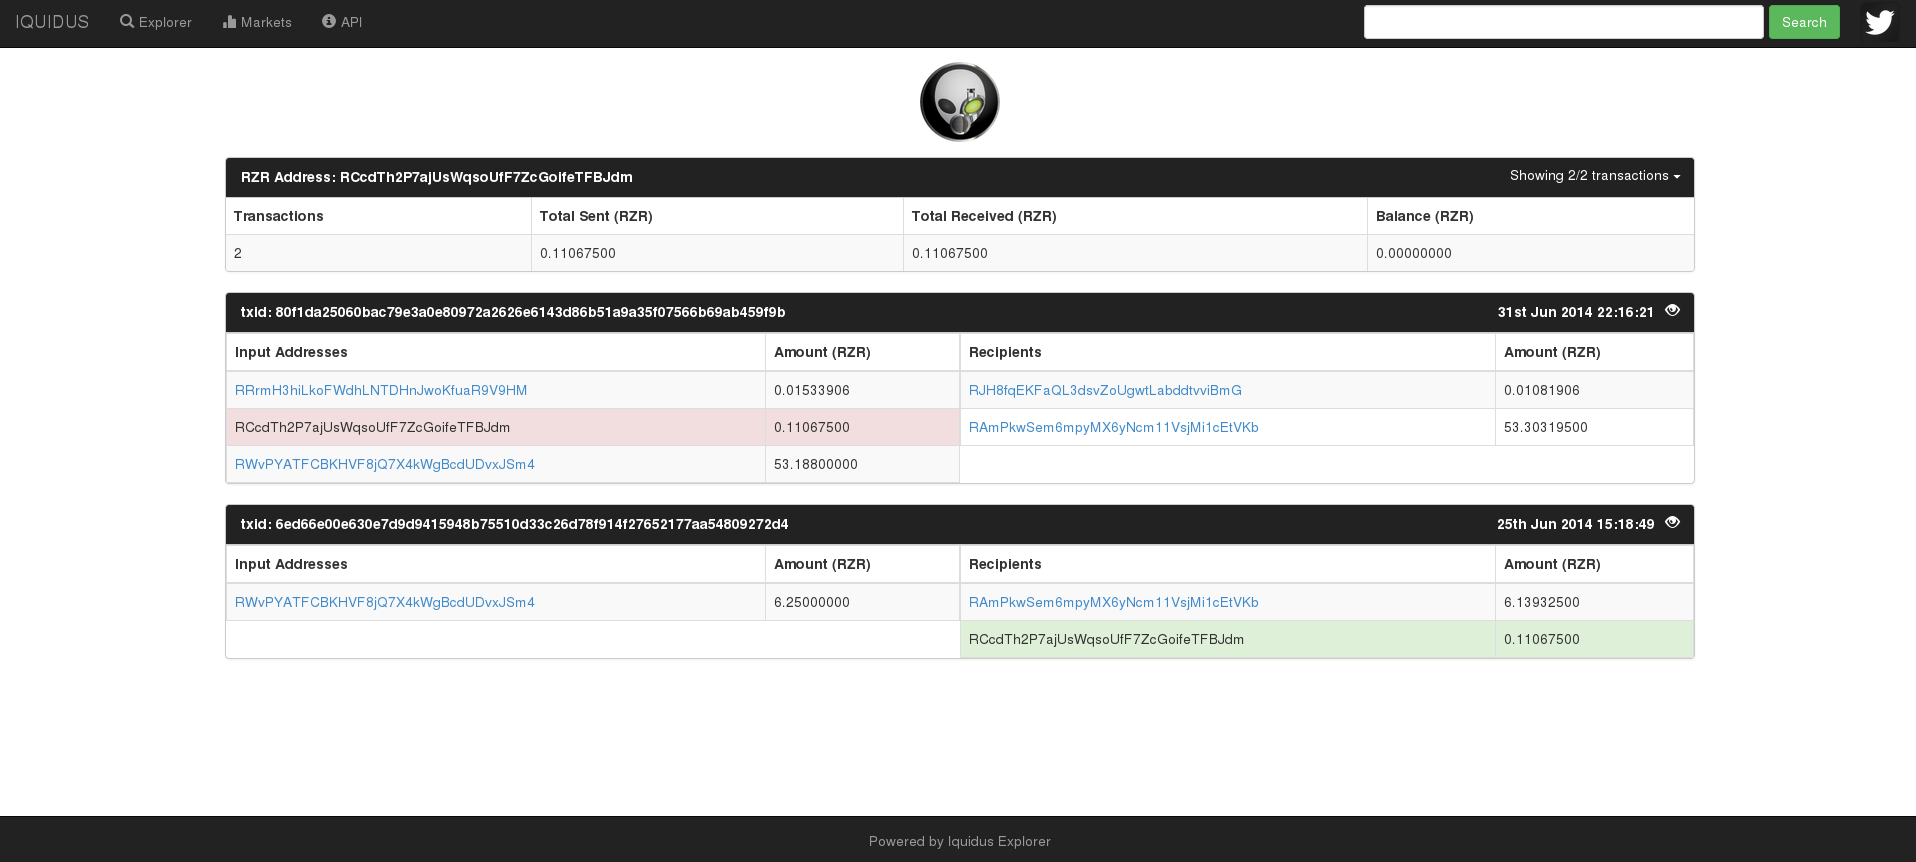 IQUIDUS Explorer Markets API Search
RZR Address: RCcdTh2P7ajUsWqsoUfF7ZcGoifeTFBJdm Showing 2/2 transactions
Transactions Total Sent (RZR) Total Received (RZR) Balance (RZR)
2 0.11067500 0.11067500 0.00000000
txid: 80f1da25060bac79e3a0e80972a2626e6143d86b51a9a35f07566b69ab459f9b 31st Jun 2014 22:16:21
Input Addresses Amount (RZR) Recipients Amount (RZR)
RRrmH3hiLkoFWdhLNTDHnJwoKfuaR9V9HM 0.01533906 RJH8fqEKFaQL3dsvZoUgwtLabddtvviBmG 0.01081906
RCcdTh2P7ajUsWqsoUfF7ZcGoifeTFBJdm 0.11067500 RAmPkwSem6mpyMX6yNcm11VsjMi1cEtVKb 53.30319500
RWvPYATFCBKHVF8jQ7X4kWgBcdUDvxJSm4 53.18800000
txid: 6ed66e00e630e7d9d9415948b75510d33c26d78f914f27652177aa54809272d4 25th Jun 2014 15:18:49
Input Addresses Amount (RZR) Recipients Amount (RZR)
RWvPYATFCBKHVF8jQ7X4kWgBcdUDvxJSm4 6.25000000 RAmPkwSem6mpyMX6yNcm11VsjMi1cEtVKb 6.13932500
RCcdTh2P7ajUsWqsoUfF7ZcGoifeTFBJdm 0.11067500
Powered by Iquidus Explorer